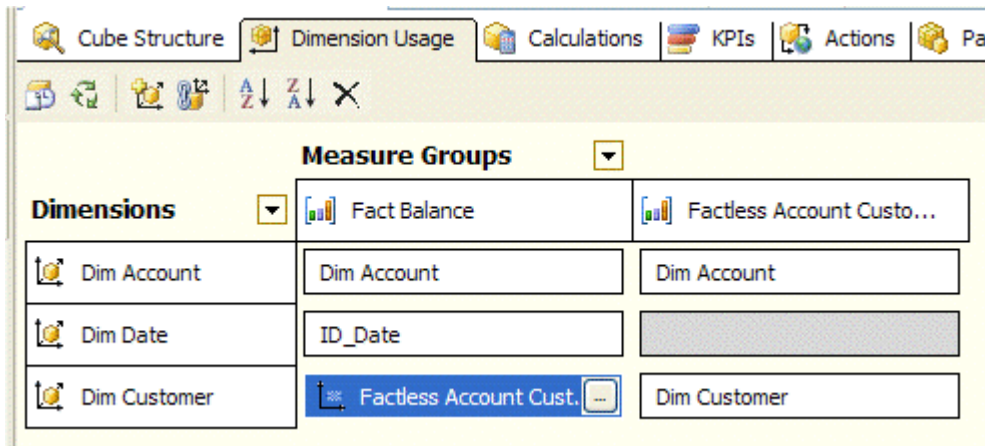 Cube Structure Dimension Usage Calculations KPIs Actions Pa
A Z Z A
Measure Groups
Dimensions Fact Balance Factless Account Custo...
Dim Account Dim Account Dim Account
Dim Date ID_Date
Dim Customer Factless Account Cust. ... Dim Customer